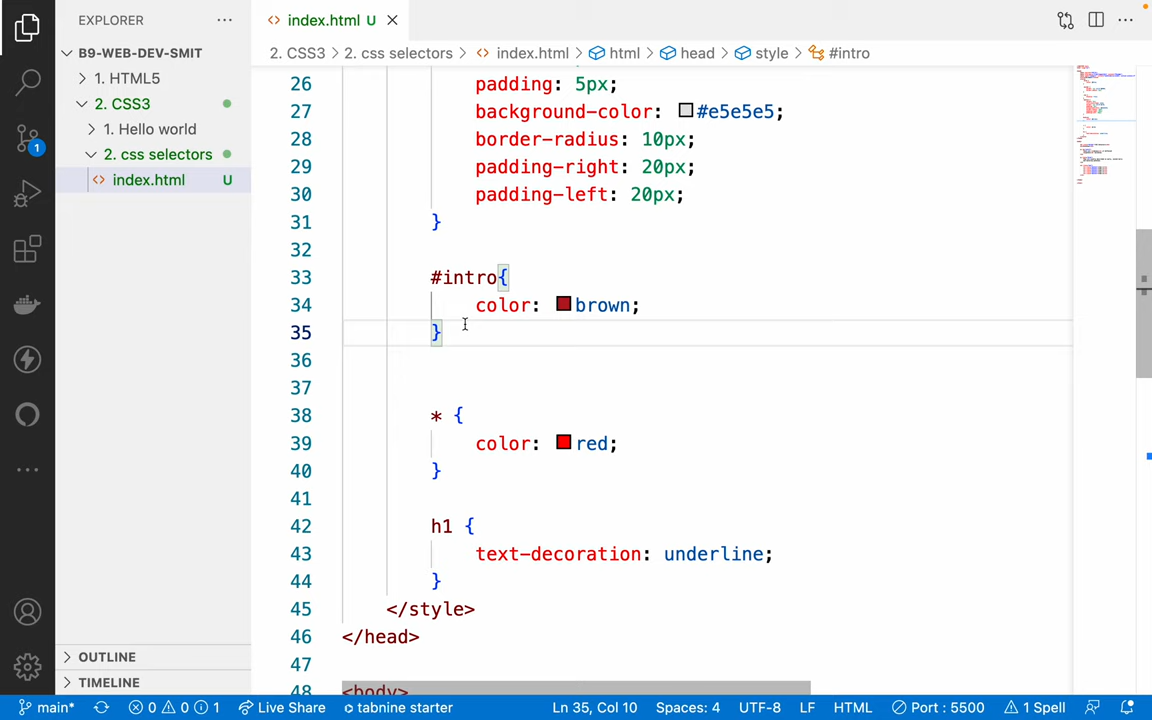 EXPLORER
index.html U
B9-WEB-DEV-SMIT
1. HTML5
2. CSS3
1. Hello world
2. css selectors
index.html U
1
OUTLINE
TIMELINE
2. CSS3 > 2. css selectors > index.html > html > head > style > #intro
26 padding: 5px;
27 background-color: #e5e5e5;
28 border-radius: 10px;
29 padding-right: 20px;
30 padding-left: 20px;
31 }
32
33 #intro{
34 color: brown;
35 }
36
37
38 * {
39 color: red;
40 }
41
42 h1 {
43 text-decoration: underline;
44 }
45 </style>
46 </head>
47
48 <body>
main* 0 0 1 Live Share tabnine starter Ln 35, Col 10 Spaces: 4 UTF-8 LF HTML Port : 5500 1 Spell